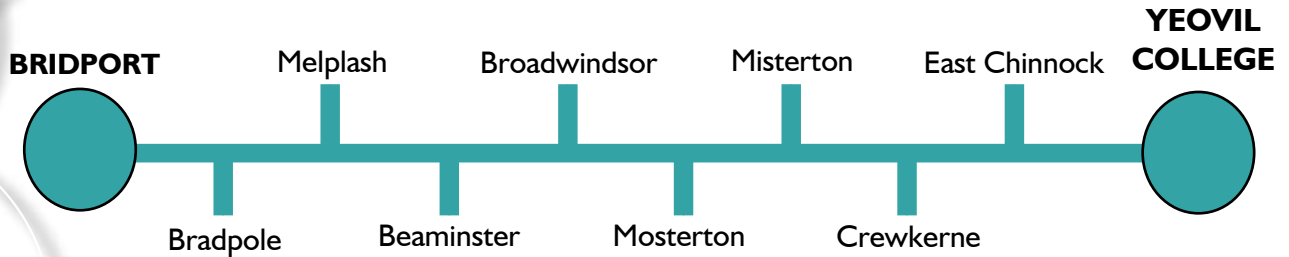 BRIDPORT
Bradpole
Melplash
Beaminster
Broadwindsor
Mosterton
Misterton
Crewkerne
East Chinnock
YEOVIL
COLLEGE